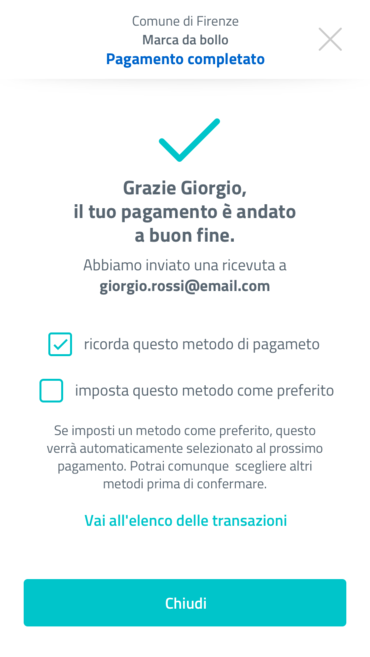 Comune di Firenze
Marca da bollo
Pagamento completato
Grazie Giorgio,
il tuo pagamento è andato
a buon fine.
Abbiamo inviato una ricevuta a
giorgio.rossi@email.com
ricorda questo metodo di pagameto
imposta questo metodo come preferito
Se imposti un metodo come preferito, questo
verrà automaticamente selezionato al prossimo
pagamento. Potrai comunque  scegliere altri
metodi prima di confermare.
Vai all'elenco delle transazioni
Chiudi